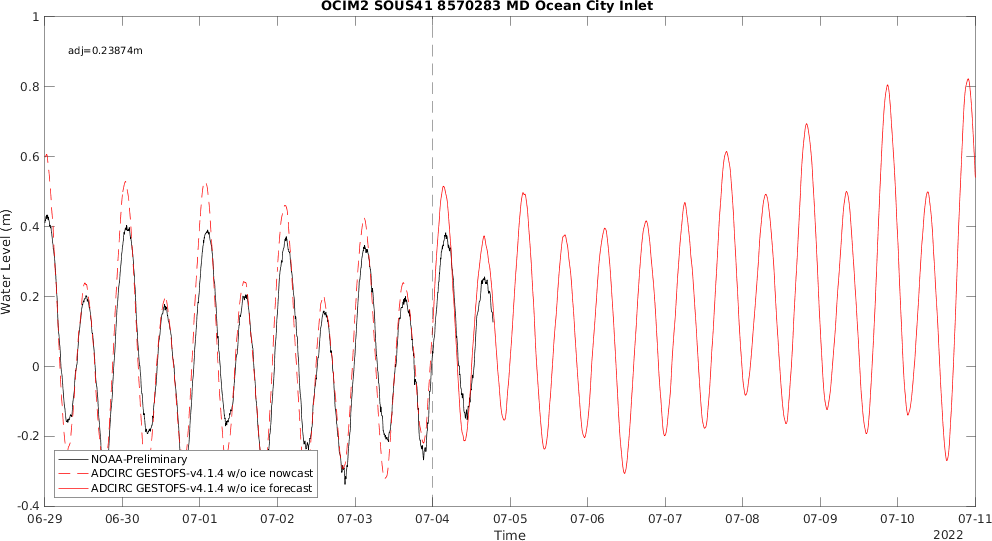 OCIM2 SOUS41 8570283 MD Ocean City Inlet
adj=0.23874m
Water Level (m)
1
0.8
0.6
0.4
0.2
0
-0.2
-0.4
NOAA-Preliminary
ADCIRC GESTOFS-v4.1.4 w/o ice nowcast
ADCIRC GESTOFS-v4.1.4 w/o ice forecast
06-29 06-30 07-01 07-02 07-03 07-04 07-05 07-06 07-07 07-08 07-09 07-10 07-11
Time
2022